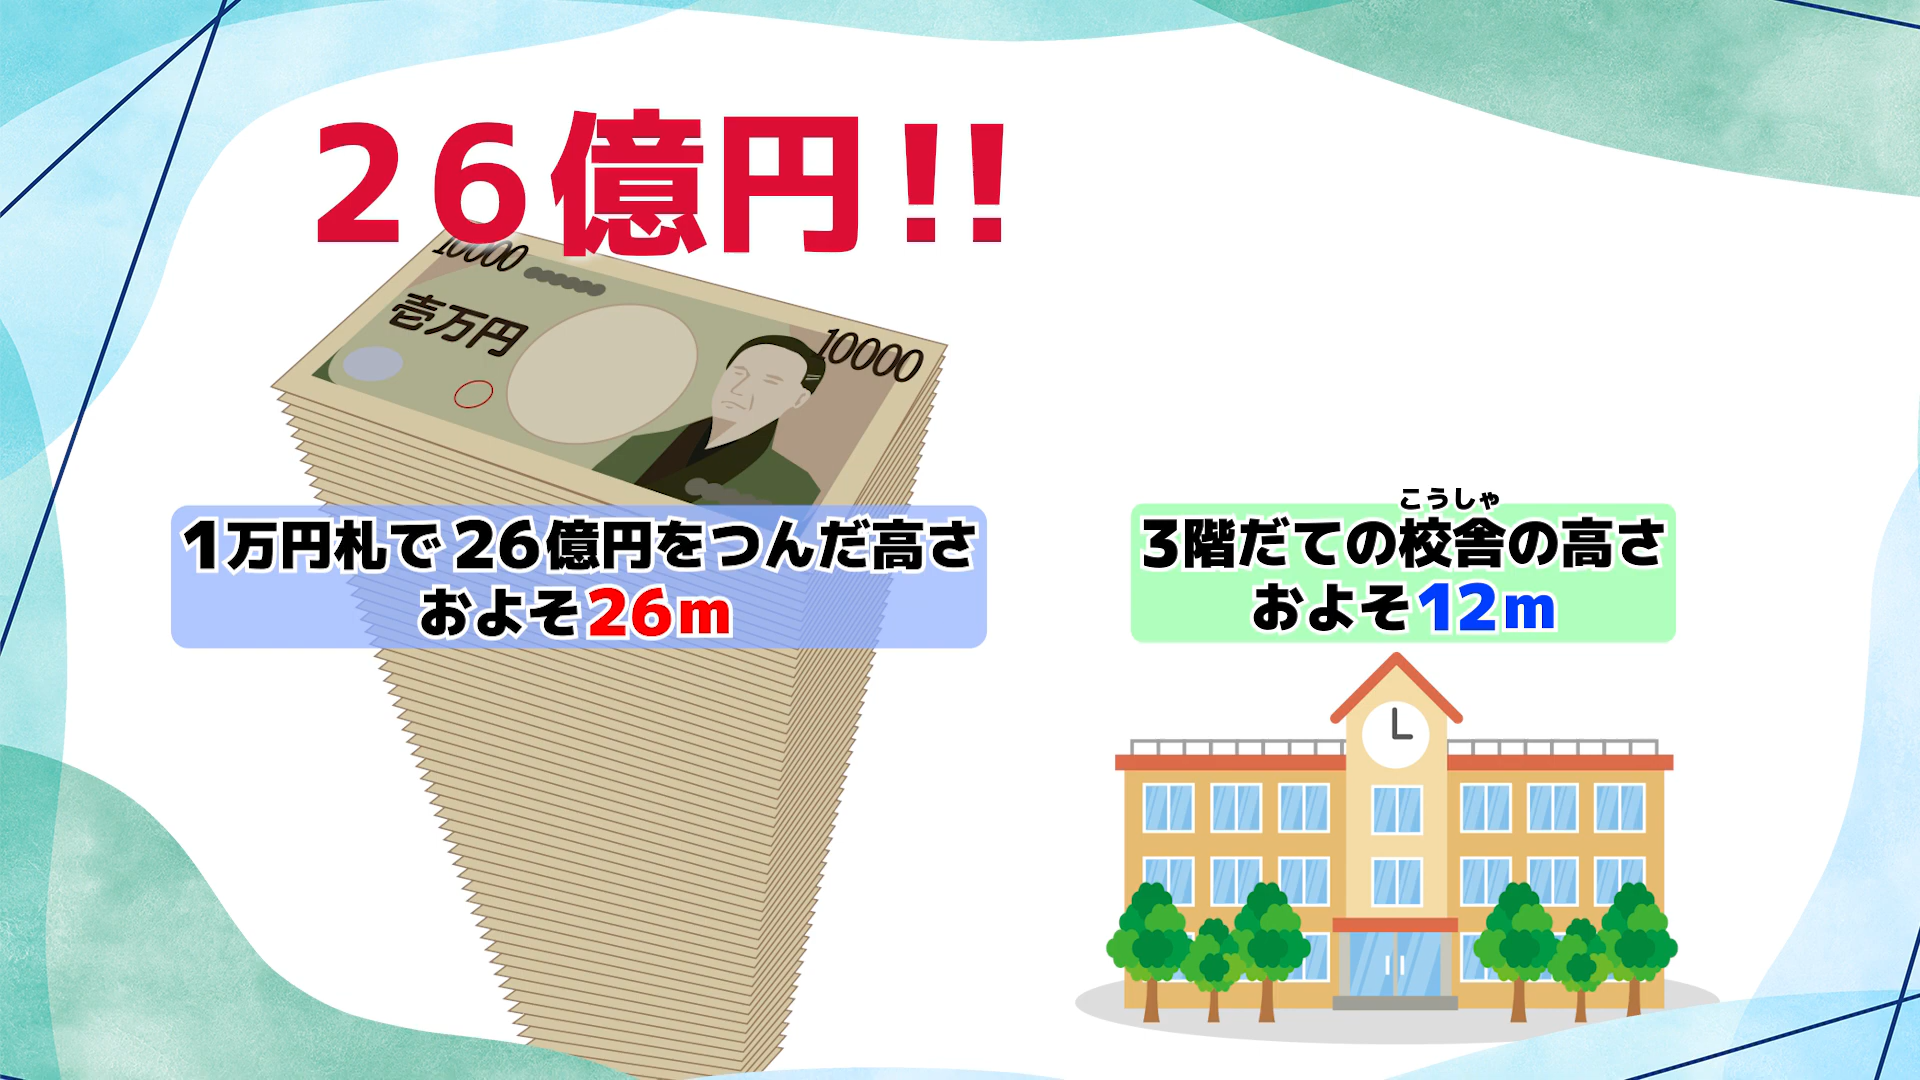 26億円!!
10000
壱万円
10000
1万円札で26億円をつんだ高さ
およそ26m
こうしゃ
3階だての校舎の高さ
およそ12m